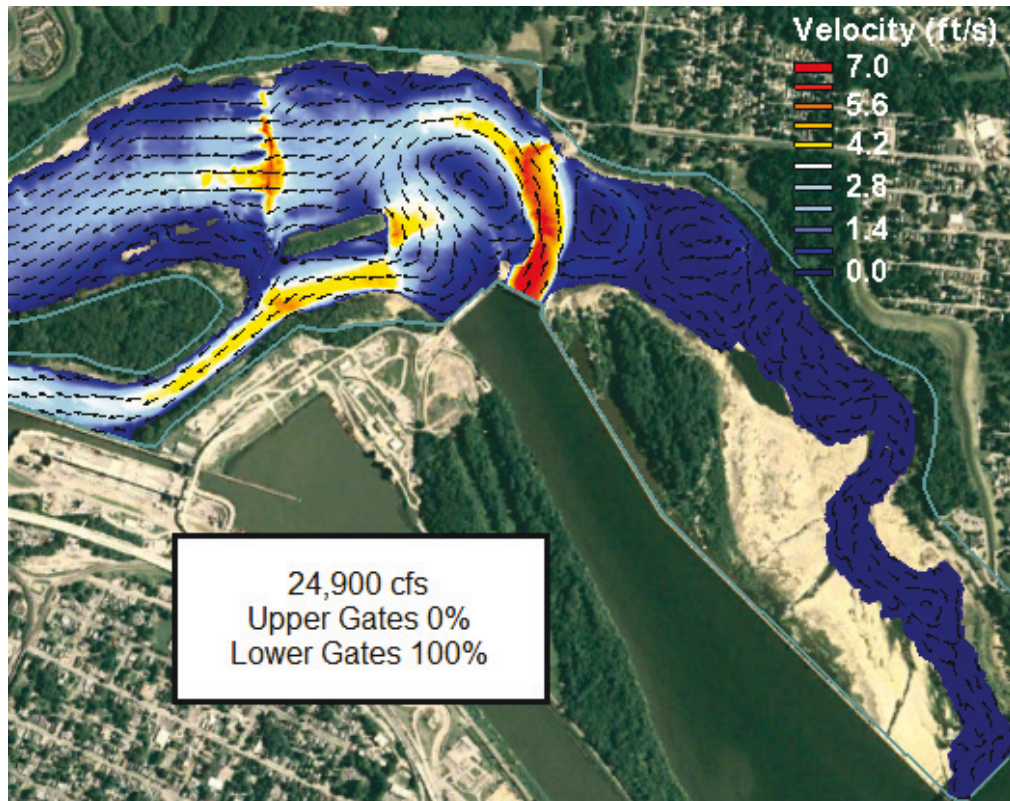 Velocity (ft/s)
7.0
5.6
4.2
2.8
1.4
0.0
24,900 cfs
Upper Gates 0%
Lower Gates 100%